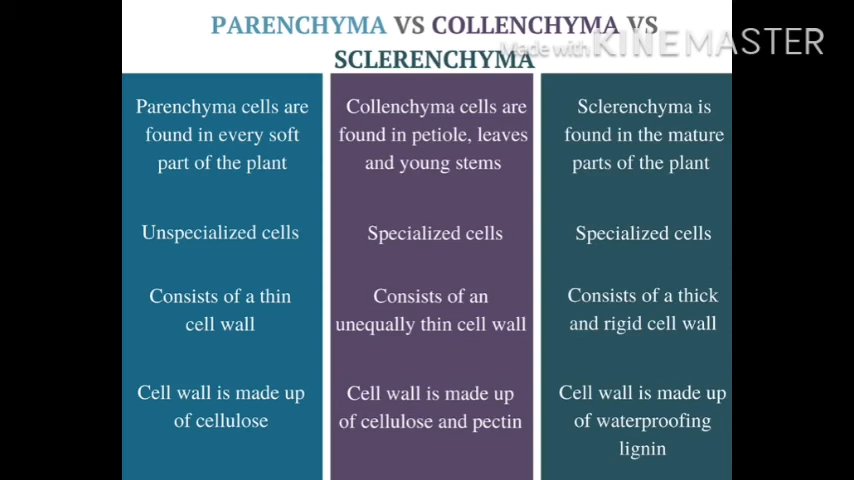 PARENCHYMA VS COLLENCHYMA VS
SCLERENCHYMA
Made with KINEMASTER
Parenchyma cells are
found in every soft
part of the plant
Unspecialized cells
Consists of a thin
cell wall
Cell wall is made up
of cellulose
Collenchyma cells are
found in petiole, leaves
and young stems
Specialized cells
Consists of an
unequally thin cell wall
Cell wall is made up
of cellulose and pectin
Sclerenchyma is
found in the mature
parts of the plant
Specialized cells
Consists of a thick
and rigid cell wall
Cell wall is made up
of waterproofing
lignin